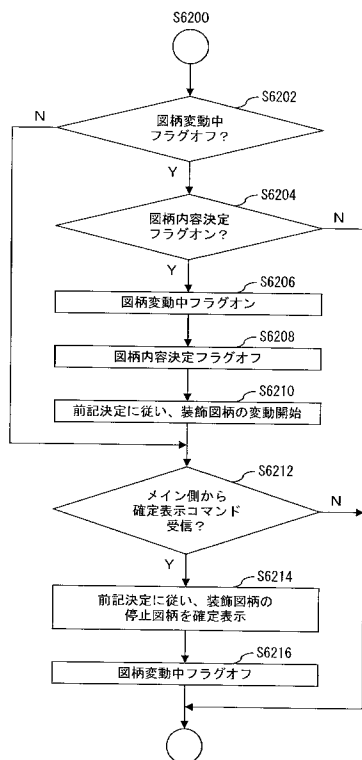 S6200
S6202
図柄変動中
フラグオフ?
N
Y
S6204
図柄内容決定
フラグオン?
N
Y
S6206
図柄変動中フラグオン
S6208
図柄内容決定フラグオフ
S6210
前記決定に従い、装飾図柄の変動開始
S6212
メイン側から
確定表示コマンド
受信?
N
Y
S6214
前記決定に従い、装飾図柄の
停止図柄を確定表示
S6216
図柄変動中フラグオフ